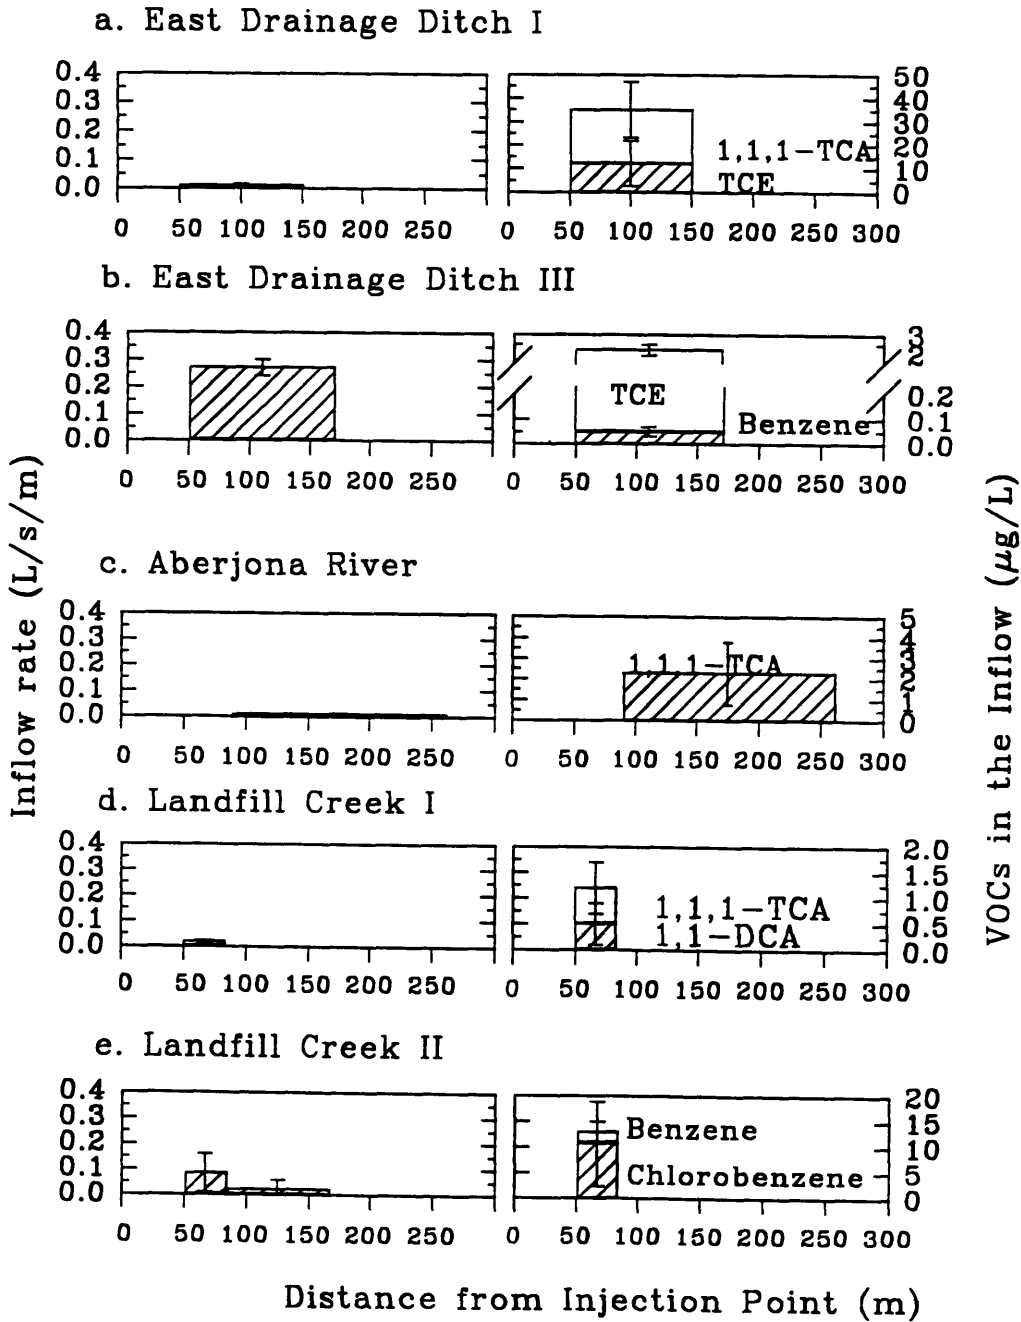 a. East Drainage Ditch I
0.4
0.3
0.2
0.1
0.0
0 50 100 150 200 250
50
40
30
20
10
0
1,1,1-TCA
TCE
0 50 100 150 200 250 300
b. East Drainage Ditch III
0.4
0.3
0.2
0.1
0.0
0 50 100 150 200 250
3
2
0.2
0.1
0.0
TCE
Benzene
0 50 100 150 200 250 300
c. Aberjona River
0.4
0.3
0.2
0.1
0.0
0 50 100 150 200 250
5
4
3
2
1
0
1,1,1-TCA
0 50 100 150 200 250 300
d. Landfill Creek I
0.4
0.3
0.2
0.1
0.0
0 50 100 150 200 250
2.0
1.5
1.0
0.5
0.0
1,1,1-TCA
1,1-DCA
0 50 100 150 200 250 300
e. Landfill Creek II
0.4
0.3
0.2
0.1
0.0
0 50 100 150 200 250
20
15
10
5
0
Benzene
Chlorobenzene
0 50 100 150 200 250 300
Inflow rate (L/s/m)
VOCs in the Inflow (μg/L)
Distance from Injection Point (m)